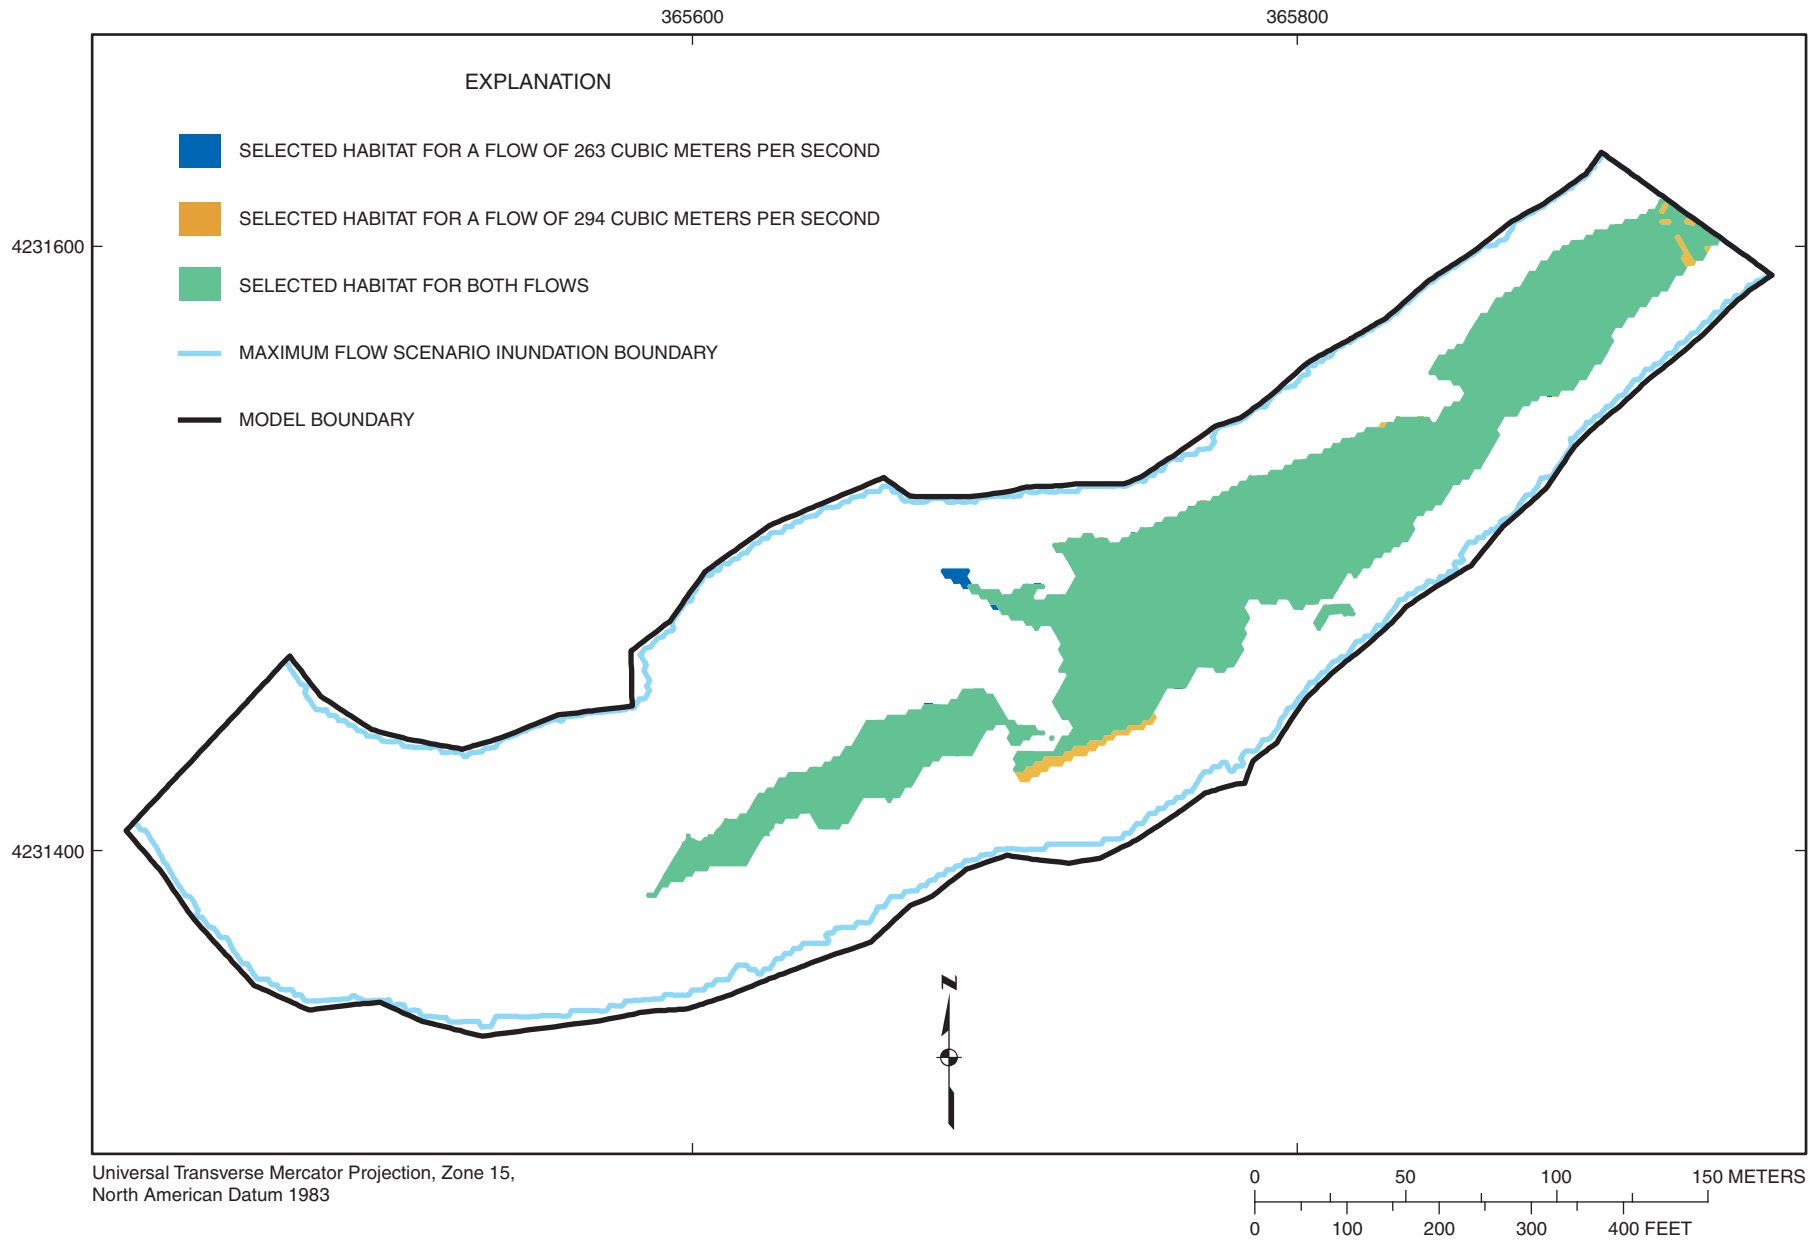 365600
365800
EXPLANATION
SELECTED HABITAT FOR A FLOW OF 263 CUBIC METERS PER SECOND
SELECTED HABITAT FOR A FLOW OF 294 CUBIC METERS PER SECOND
4231600
SELECTED HABITAT FOR BOTH FLOWS
MAXIMUM FLOW SCENARIO INUNDATION BOUNDARY
MODEL BOUNDARY
4231400
N
Universal Transverse Mercator Projection, Zone 15,
North American Datum 1983
0 50 100 150 METERS
0 100 200 300 400 FEET